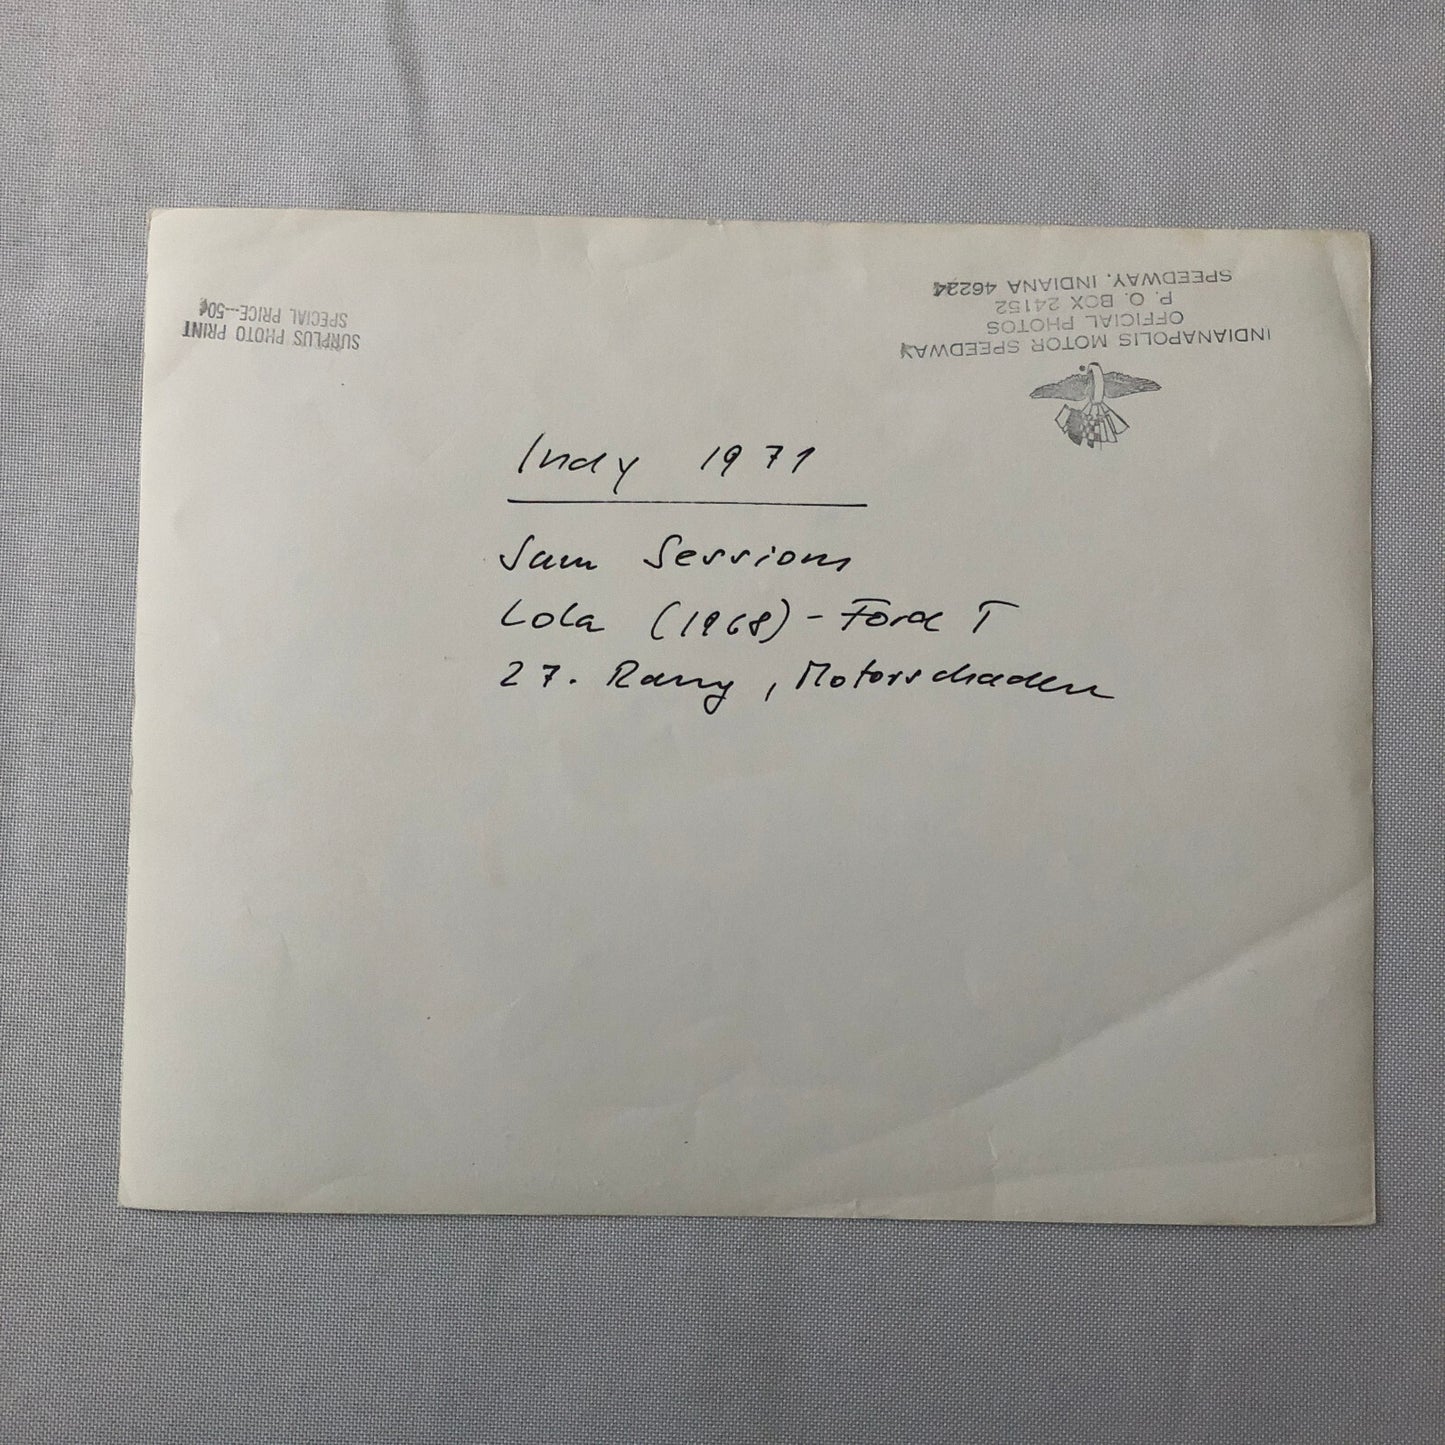 SURPLUS PHOTO PRINT
SPECIAL PRICE---50¢
INDIANAPOLIS MOTOR SPEEDWAY
OFFICIAL PHOTOS
P. O. BOX 24152
SPEEDWAY, INDIANA 46224
Indy 1971
Sam Sessions
Lola (1968) - Ford T
27. Rang, Motorschaden